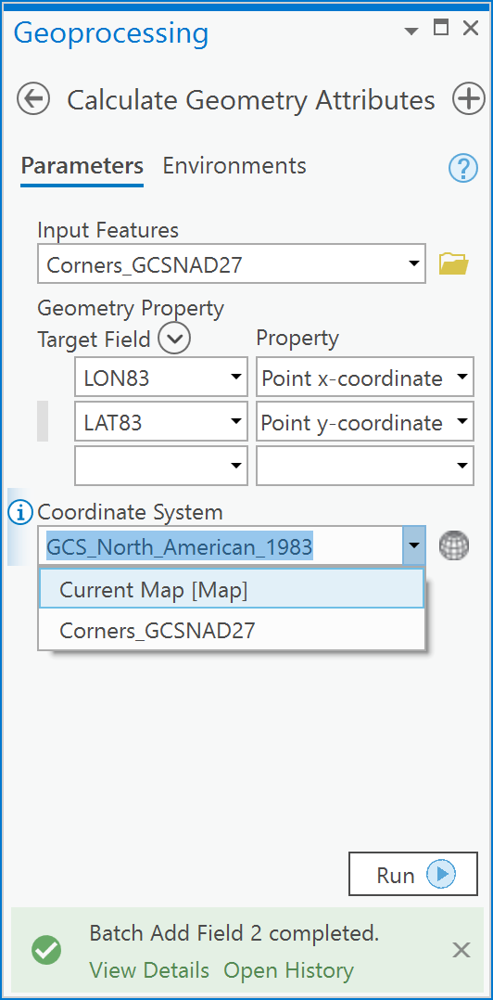 Geoprocessing
Calculate Geometry Attributes
Parameters Environments
Input Features
Corners_GCSNAD27
Geometry Property
Target Field Property
LON83 Point x-coordinate
LAT83 Point y-coordinate
Coordinate System
GCS_North_American_1983
Current Map [Map]
Corners_GCSNAD27
Run
Batch Add Field 2 completed.
View Details Open History